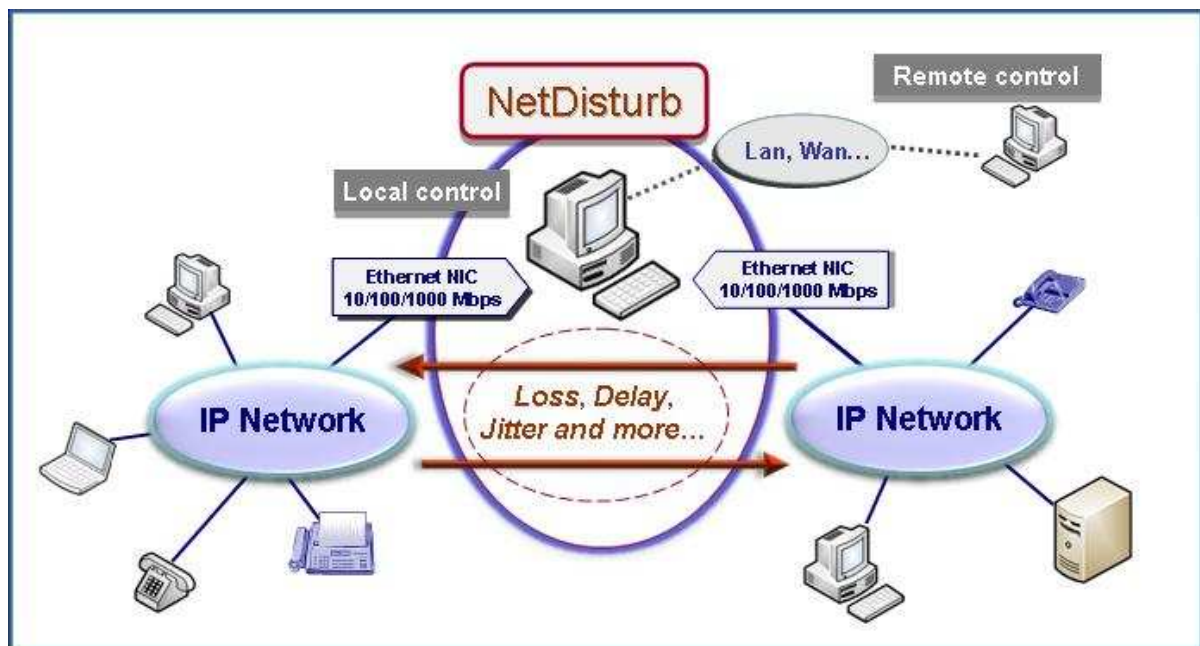 Remote control
NetDisturb
Lan, Wan...
Local control
Ethernet NIC
10/100/1000 Mbps
Ethernet NIC
10/100/1000 Mbps
IP Network
Loss, Delay,
Jitter and more...
IP Network